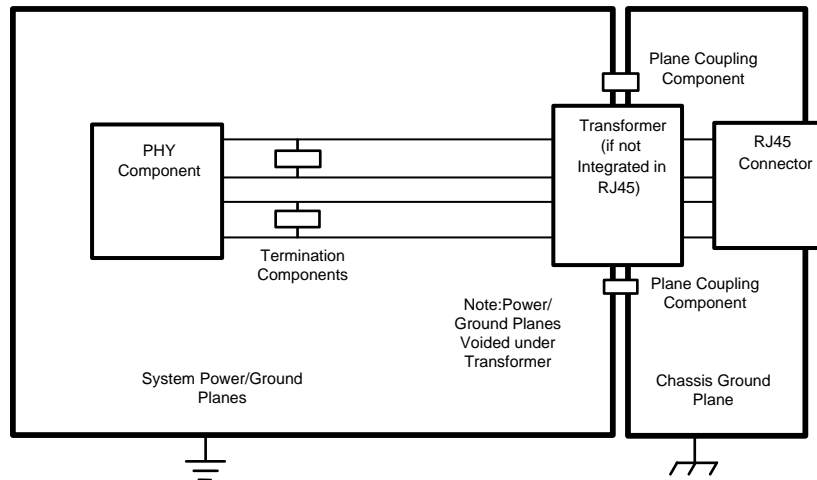 Plane Coupling
Component
PHY
Component
Transformer
(if not
Integrated in
RJ45)
RJ45
Connector
Termination
Components
Plane Coupling
Component
Note:Power/
Ground Planes
Voided under
Transformer
System Power/Ground
Planes
Chassis Ground
Plane